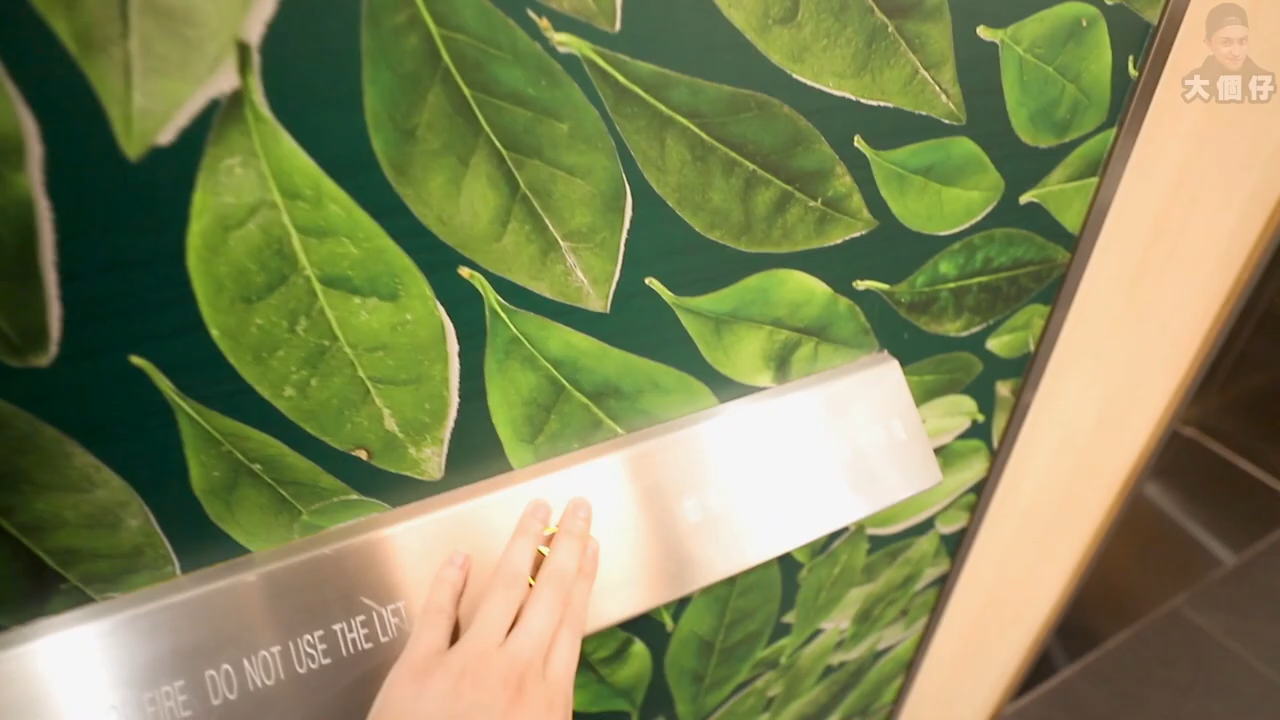 大個仔
FIRE DO NOT USE THE LIFT